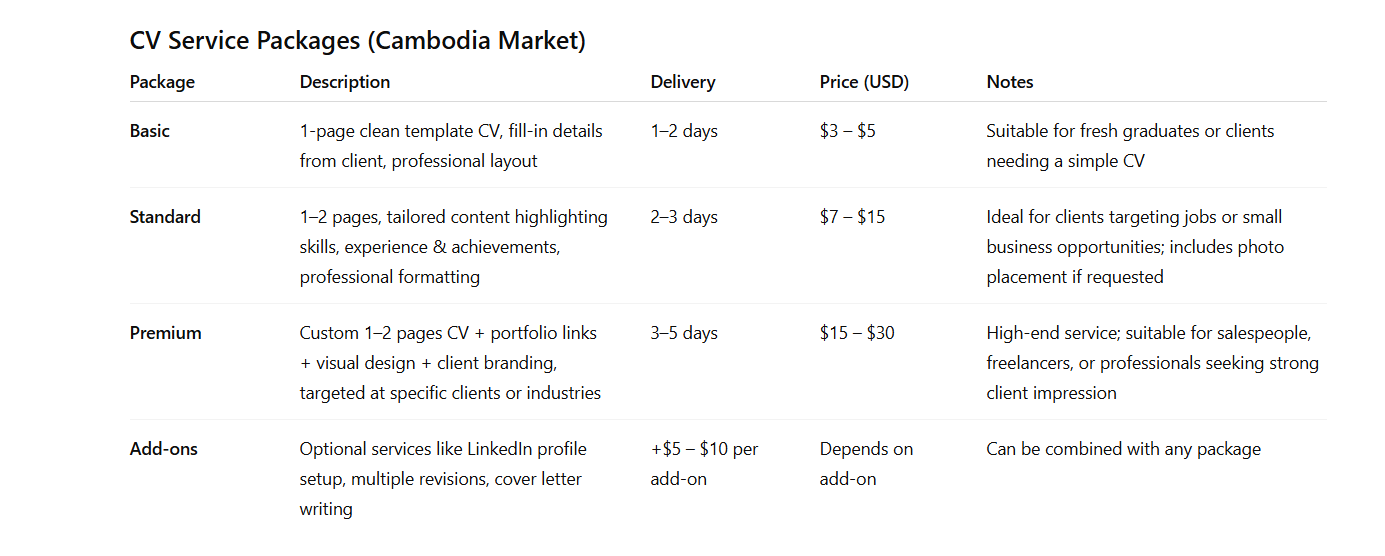 CV Service Packages (Cambodia Market)
Package Description Delivery Price (USD) Notes
Basic 1-page clean template CV, fill-in details 1–2 days $3 – $5 Suitable for fresh graduates or clients
from client, professional layout needing a simple CV
Standard 1–2 pages, tailored content highlighting 2–3 days $7 – $15 Ideal for clients targeting jobs or small
skills, experience & achievements, business opportunities; includes photo
professional formatting placement if requested
Premium Custom 1–2 pages CV + portfolio links 3–5 days $15 – $30 High-end service; suitable for salespeople,
+ visual design + client branding, freelancers, or professionals seeking strong
targeted at specific clients or industries client impression
Add-ons Optional services like LinkedIn profile +$5 – $10 per Depends on Can be combined with any package
setup, multiple revisions, cover letter add-on add-on
writing